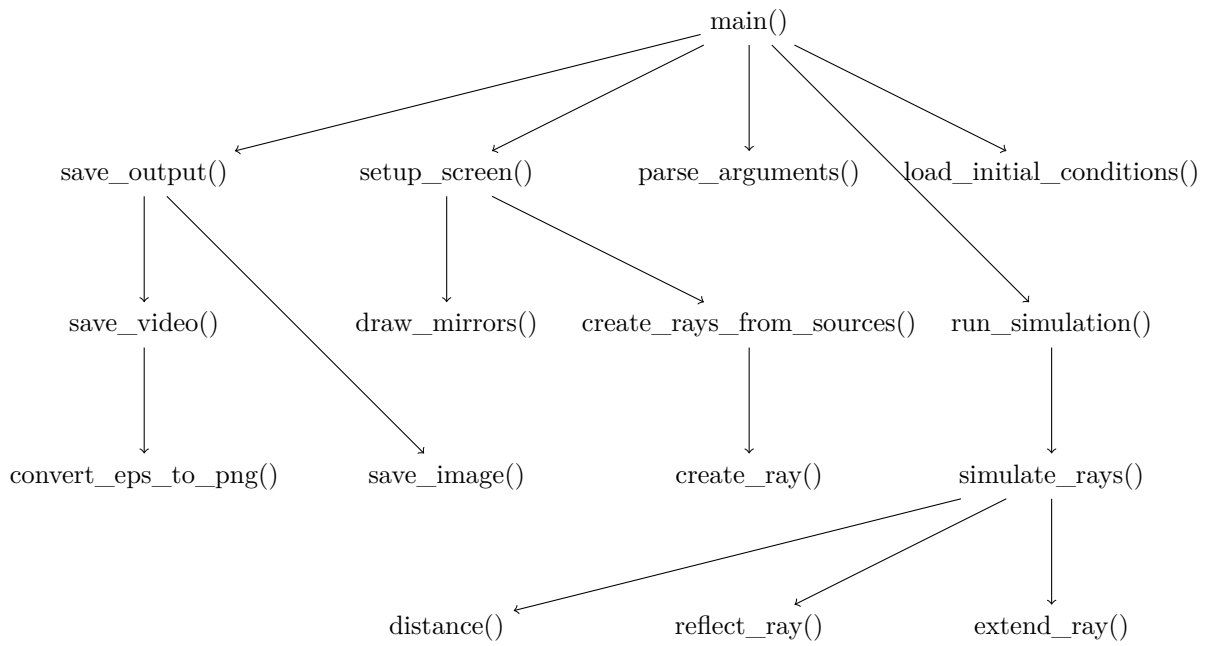 main()
save_output()
setup_screen()
parse_arguments()
load_initial_conditions()
save_video()
draw_mirrors()
create_rays_from_sources()
run_simulation()
convert_eps_to_png()
save_image()
create_ray()
simulate_rays()
distance()
reflect_ray()
extend_ray()